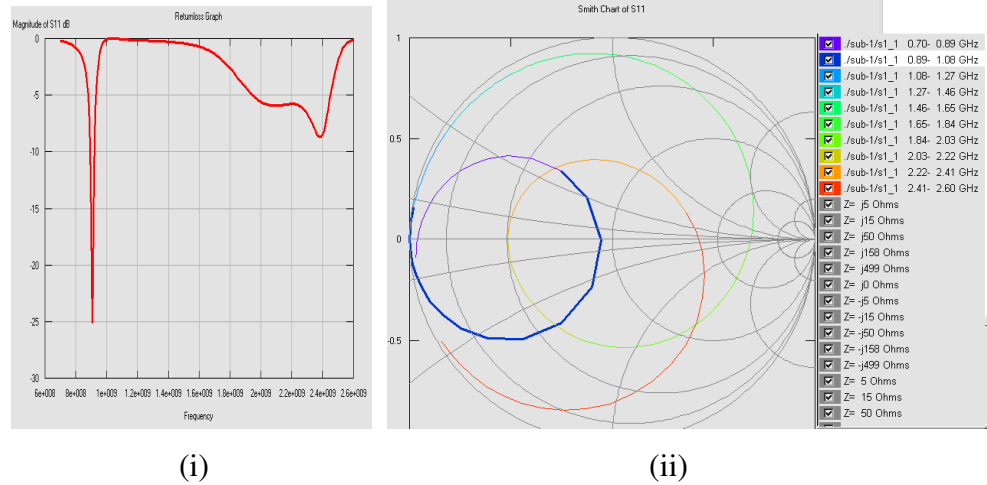 Returnloss Graph
Magnitude of S11 dB
0
-5
-10
-15
-20
-25
-30
6e+008 8e+008 1e+009 1.2e+009 1.4e+009 1.6e+009 1.8e+009 2e+009 2.2e+009 2.4e+009 2.6e+009
Frequency
(i)
Smith Chart of S11
1
0.5
0
-0.5
./sub-1/s1_1 0.70- 0.89 GHz
./sub-1/s1_1 0.89- 1.08 GHz
./sub-1/s1_1 1.08- 1.27 GHz
./sub-1/s1_1 1.27- 1.46 GHz
./sub-1/s1_1 1.46- 1.65 GHz
./sub-1/s1_1 1.65- 1.84 GHz
./sub-1/s1_1 1.84- 2.03 GHz
./sub-1/s1_1 2.03- 2.22 GHz
./sub-1/s1_1 2.22- 2.41 GHz
./sub-1/s1_1 2.41- 2.60 GHz
Z= j5 Ohms
Z= j15 Ohms
Z= j50 Ohms
Z= j158 Ohms
Z= j499 Ohms
Z= j0 Ohms
Z= -j5 Ohms
Z= -j15 Ohms
Z= -j50 Ohms
Z= -j158 Ohms
Z= -j499 Ohms
Z= 5 Ohms
Z= 15 Ohms
Z= 50 Ohms
(ii)